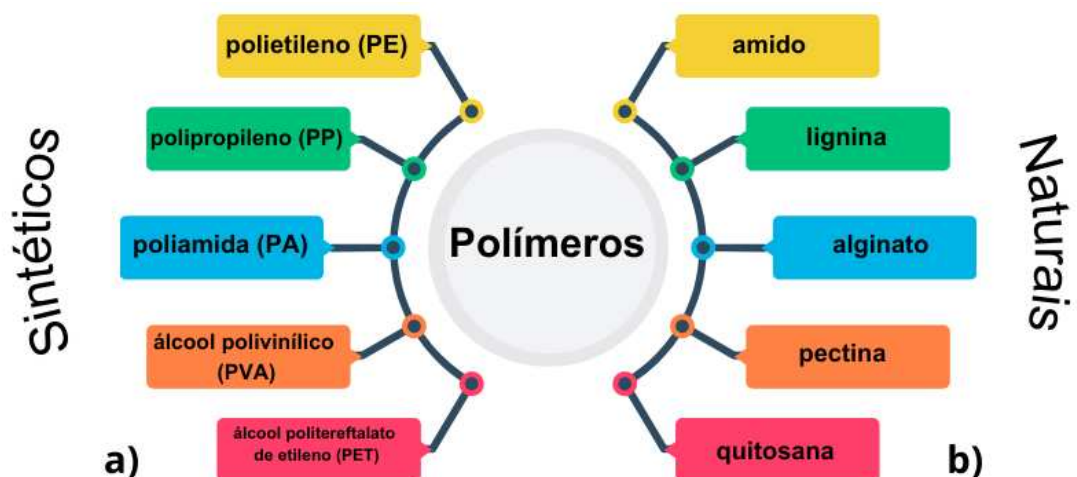 Sintéticos
polietileno (PE)
polipropileno (PP)
poliamida (PA)
álcool polivinílico
(PVA)
álcool politereftalato
de etileno (PET)
a)
Polímeros
amido
lignina
alginato
pectina
quitosana
b)
Naturais